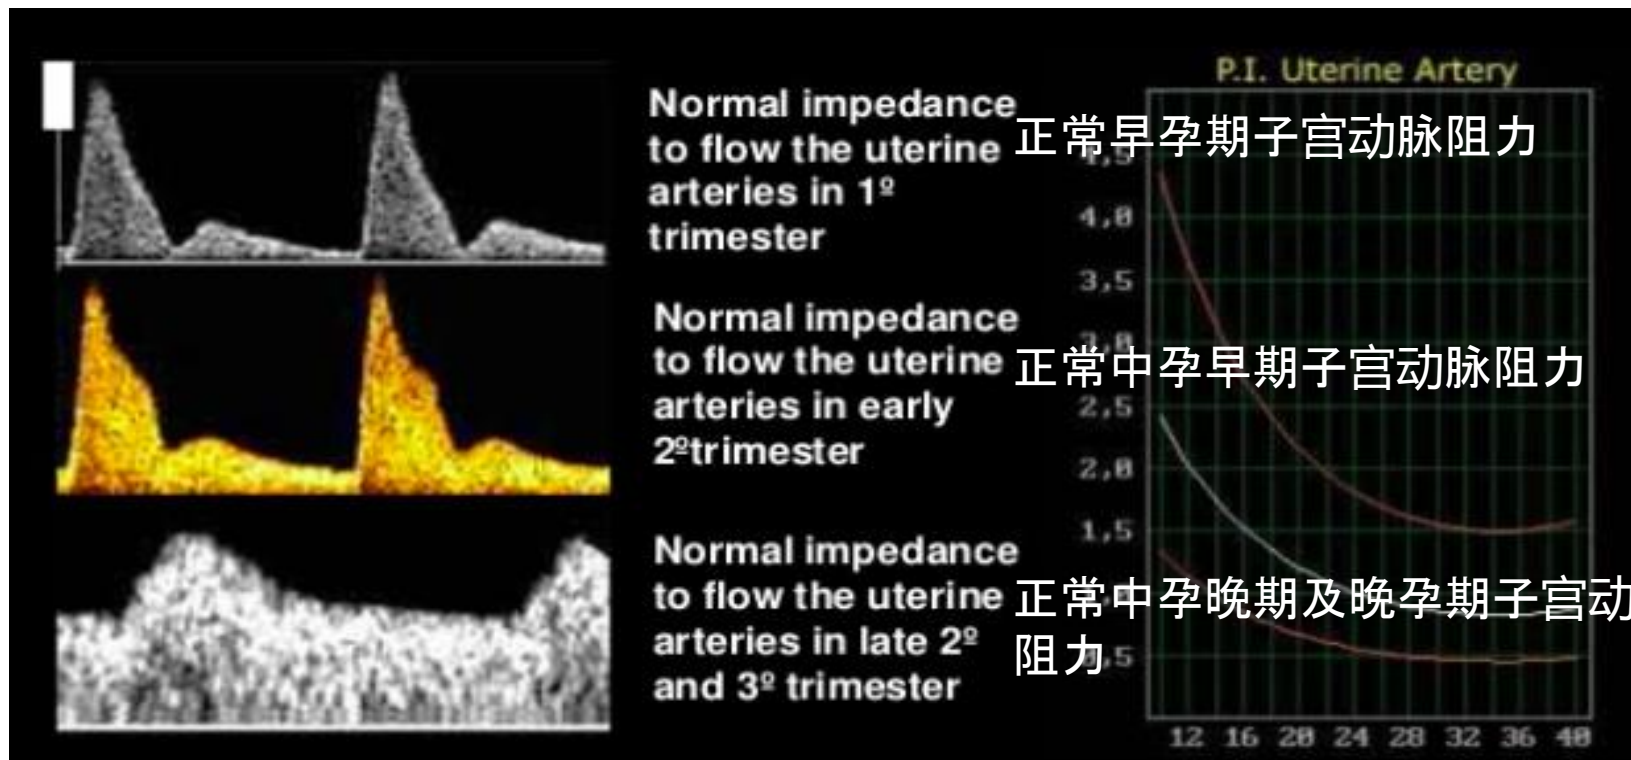 Normal impedance
to flow the uterine
arteries in 1º
trimester
正常早孕期子宫动脉阻力
Normal impedance
to flow the uterine
arteries in early
2ºtrimester
正常中孕早期子宫动脉阻力
Normal impedance
to flow the uterine
arteries in late 2º
and 3º trimester
正常中孕晚期及晚孕期子宫动
阻力
P.I. Uterine Artery
4,0
3,5
2,5
2,0
1,5
12 16 20 24 28 32 36 40